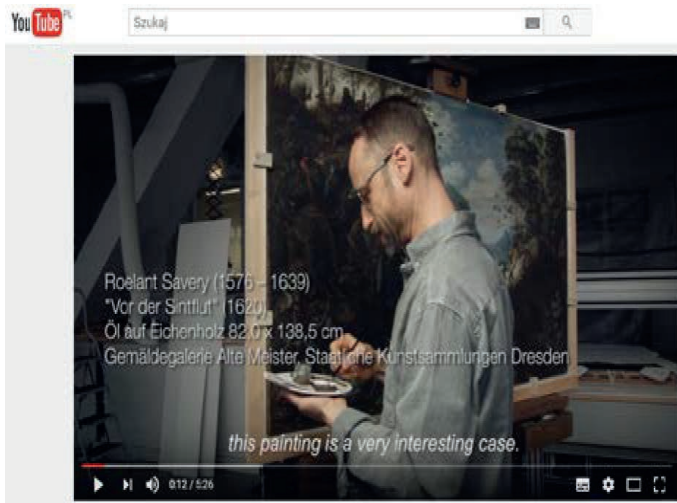 YouTube PL
Szukaj
Roelant Savery (1576 – 1639)
"Vor der Sintflut" (1620)
Öl auf Eichenholz 82,0 x 138,5 cm
Gemäldegalerie Alte Meister, Staatliche Kunstsammlungen Dresden
this painting is a very interesting case.
0:12 / 5:26